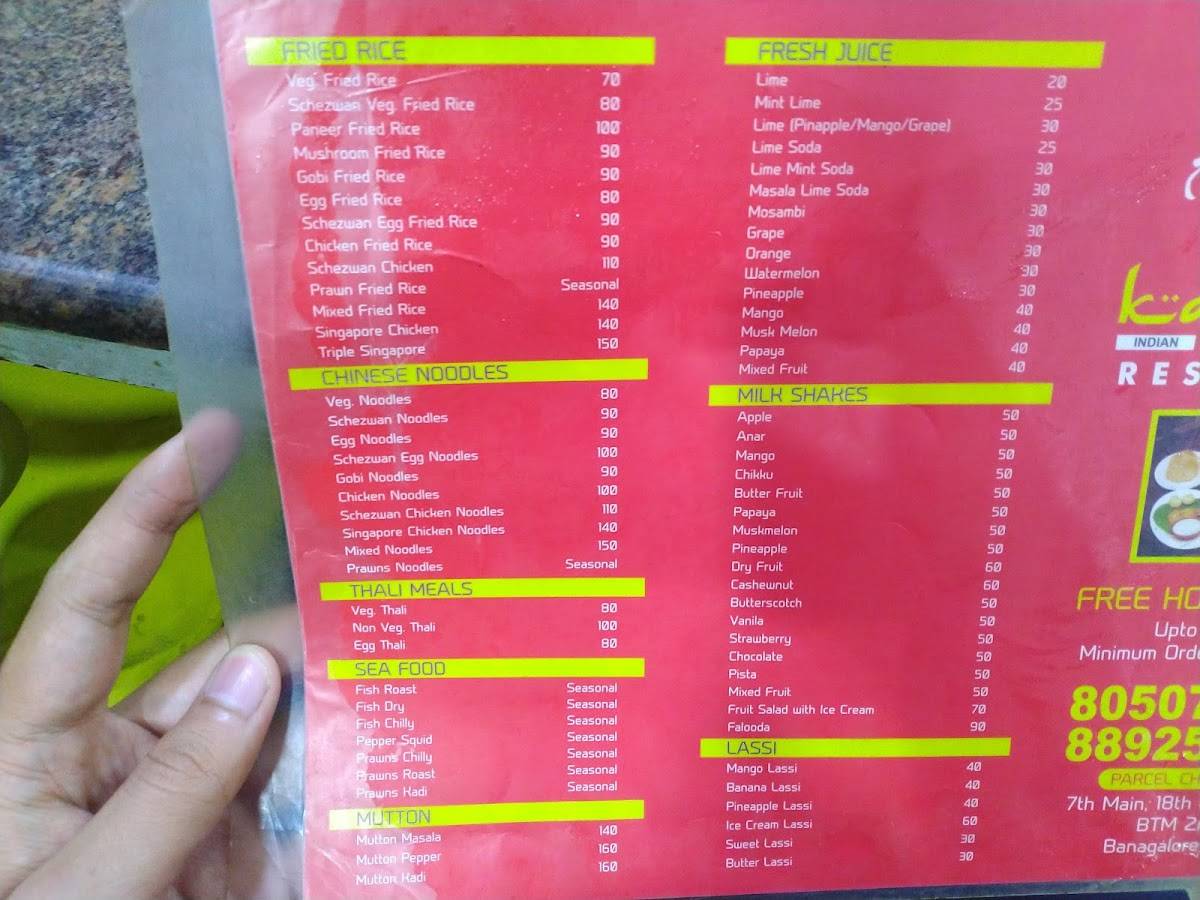 FRIED RICE
Veg. Fried Rice 70
Schezwan Veg. Fried Rice 80
Paneer Fried Rice 100
Mushroom Fried Rice 90
Gobi Fried Rice 90
Egg Fried Rice 80
Schezwan Egg Fried Rice 90
Chicken Fried Rice 90
Schezwan Chicken 110
Prawn Fried Rice Seasonal
Mixed Fried Rice 140
Singapore Chicken 140
Triple Singapore 150
CHINESE NOODLES
Veg. Noodles 80
Schezwan Noodles 90
Egg Noodles 90
Schezwan Egg Noodles 100
Gobi Noodles 90
Chicken Noodles 100
Schezwan Chicken Noodles 110
Singapore Chicken Noodles 140
Mixed Noodles 150
Prawns Noodles Seasonal
THALI MEALS
Veg. Thali 80
Non Veg. Thali 100
Egg Thali 80
SEA FOOD
Fish Roast Seasonal
Fish Dry Seasonal
Fish Chilly Seasonal
Pepper Squid Seasonal
Prawns Chilly Seasonal
Prawns Roast Seasonal
Prawns Kadi Seasonal
MUTTON
Mutton Masala 140
Mutton Pepper 160
Mutton Kadi 160
FRESH JUICE
Lime 20
Mint Lime 25
Lime (Pinapple/Mango/Grape) 30
Lime Soda 25
Lime Mint Soda 30
Masala Lime Soda 30
Mosambi 30
Grape 30
Orange 30
Watermelon 30
Pineapple 30
Mango 40
Musk Melon 40
Papaya 40
Mixed Fruit 40
MILK SHAKES
Apple 50
Anar 50
Mango 50
Chikku 50
Butter Fruit 50
Papaya 50
Muskmelon 50
Pineapple 50
Dry Fruit 60
Cashewnut 60
Butterscotch 50
Vanila 50
Strawberry 50
Chocolate 50
Pista 50
Mixed Fruit 50
Fruit Salad with Ice Cream 70
Falooda 90
LASSI
Mango Lassi 40
Banana Lassi 40
Pineapple Lassi 40
Ice Cream Lassi 60
Sweet Lassi 30
Butter Lassi 30
INDIAN
RES
FREE HO
Upto
Minimum Orde
80507
88925
PARCEL CH
7th Main, 18th
BTM 2
Banagalore